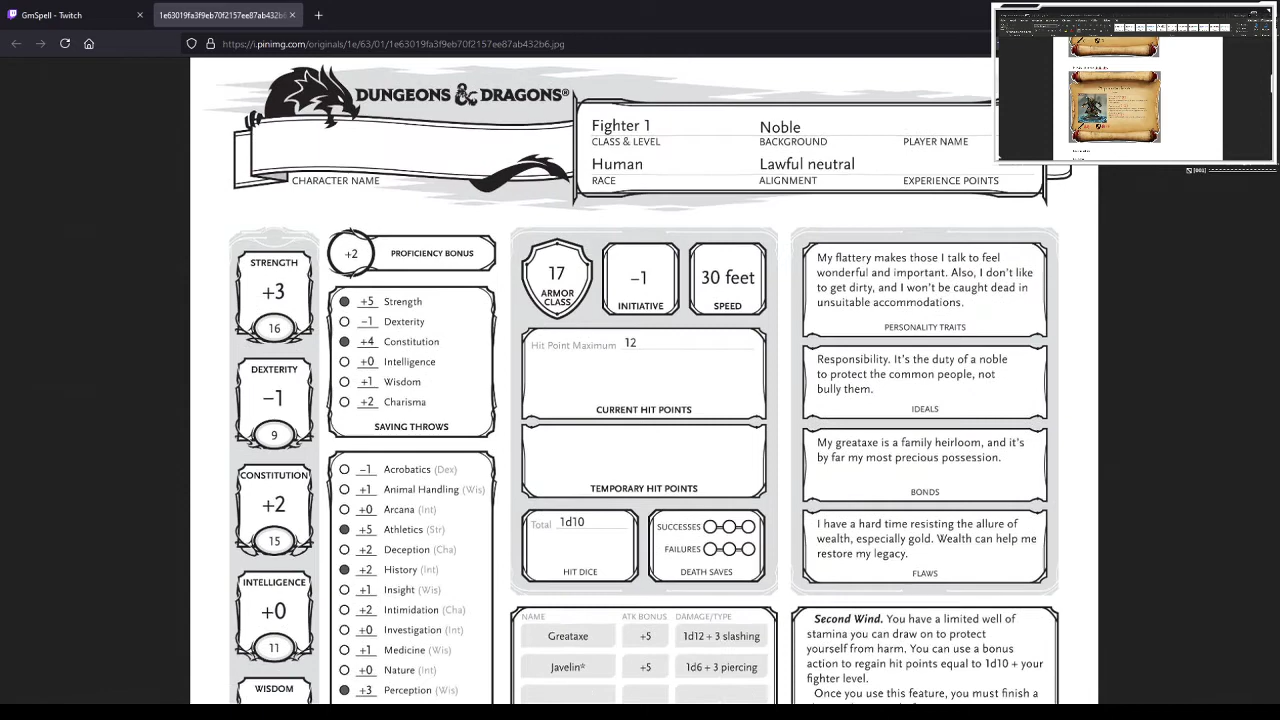 GmSpell - Twitch
1e63019fa3f9eb70f2157ee87ab432b6
https://i.pinimg.com/originals/1e/63/01/1e63019fa3f9eb70f2157ee87ab432b6.jpg
DUNGEONS & DRAGONS®
Fighter 1
Noble
CLASS & LEVEL
BACKGROUND
PLAYER NAME
Human
Lawful neutral
CHARACTER NAME
RACE
ALIGNMENT
EXPERIENCE POINTS
[001]
STRENGTH
+3
16
DEXTERITY
−1
9
CONSTITUTION
+2
15
INTELLIGENCE
+0
11
WISDOM
+2 PROFICIENCY BONUS
+5 Strength
−1 Dexterity
+4 Constitution
+0 Intelligence
+1 Wisdom
+2 Charisma
SAVING THROWS
−1 Acrobatics (Dex)
+1 Animal Handling (Wis)
+0 Arcana (Int)
+5 Athletics (Str)
+2 Deception (Cha)
+2 History (Int)
+1 Insight (Wis)
+2 Intimidation (Cha)
+0 Investigation (Int)
+1 Medicine (Wis)
+0 Nature (Int)
+3 Perception (Wis)
17
ARMOR
CLASS
−1
INITIATIVE
30 feet
SPEED
Hit Point Maximum 12
CURRENT HIT POINTS
TEMPORARY HIT POINTS
Total 1d10
HIT DICE
SUCCESSES
FAILURES
DEATH SAVES
NAME ATK BONUS DAMAGE/TYPE
Greataxe +5 1d12 + 3 slashing
Javelin* +5 1d6 + 3 piercing
My flattery makes those I talk to feel
wonderful and important. Also, I don't like
to get dirty, and I won't be caught dead in
unsuitable accommodations.
PERSONALITY TRAITS
Responsibility. It's the duty of a noble
to protect the common people, not
bully them.
IDEALS
My greataxe is a family heirloom, and it's
by far my most precious possession.
BONDS
I have a hard time resisting the allure of
wealth, especially gold. Wealth can help me
restore my legacy.
FLAWS
Second Wind. You have a limited well of
stamina you can draw on to protect
yourself from harm. You can use a bonus
action to regain hit points equal to 1d10 + your
fighter level.
Once you use this feature, you must finish a